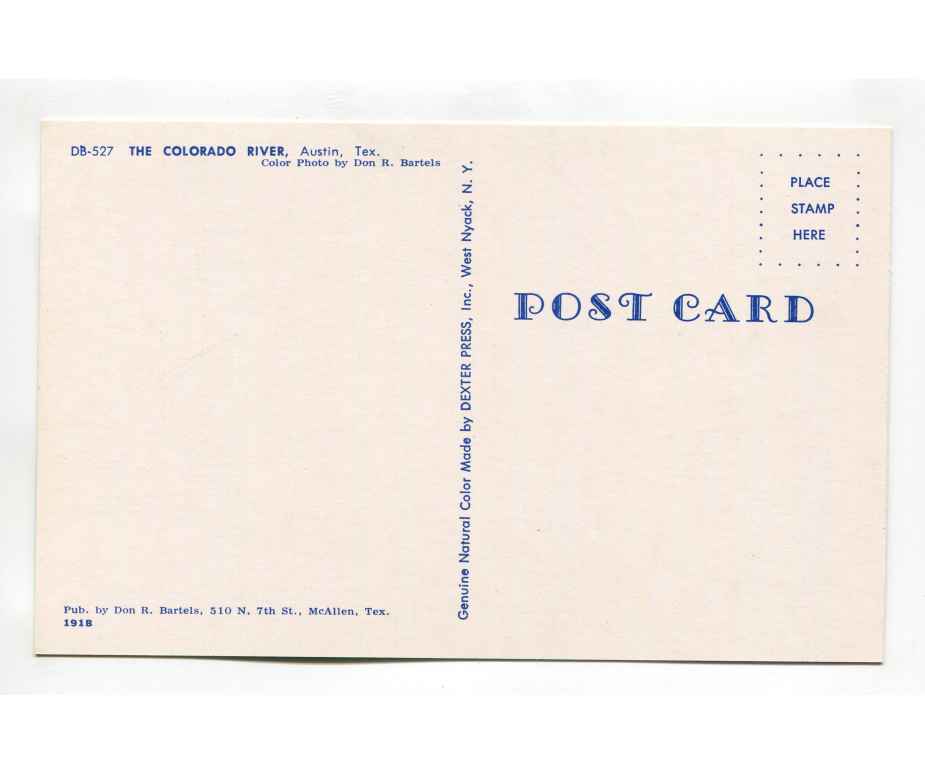 DB-527 THE COLORADO RIVER, Austin, Tex.
Color Photo by Don R. Bartels
Genuine Natural Color Made by DEXTER PRESS, Inc., West Nyack, N. Y.
PLACE
STAMP
HERE
POST CARD
Pub. by Don R. Bartels, 510 N. 7th St., McAllen, Tex.
191B